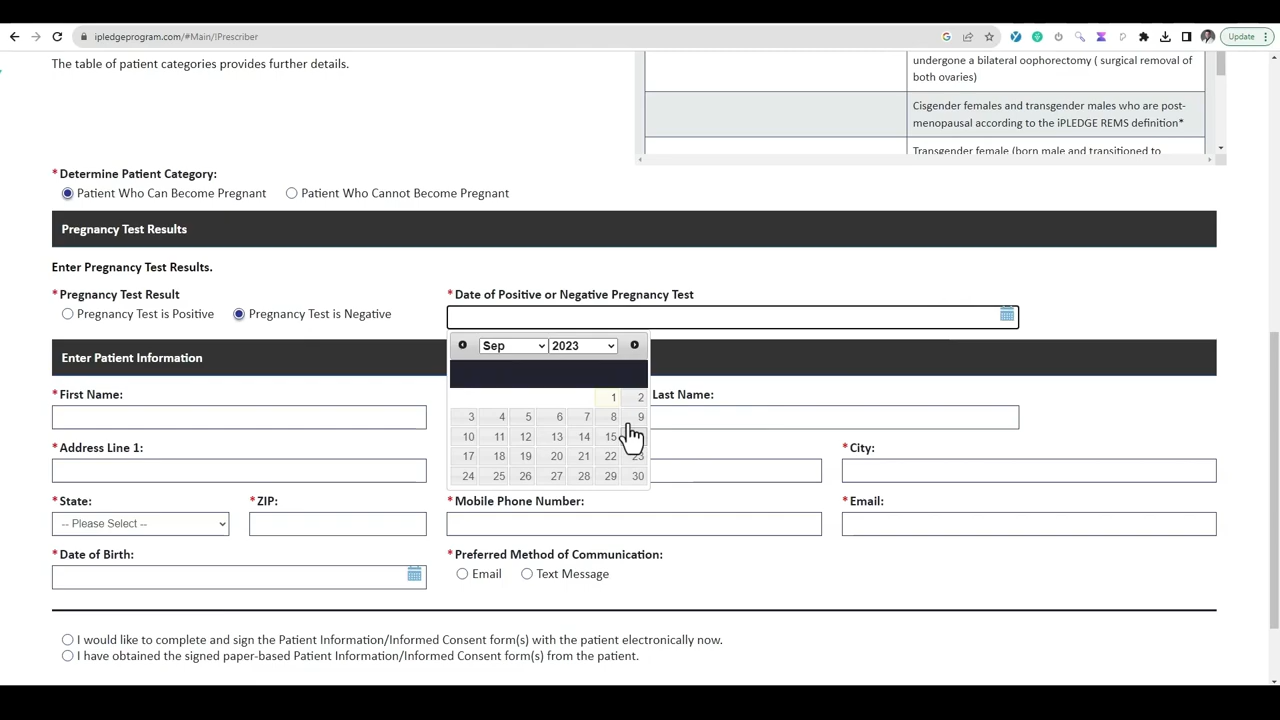 ipledgeprogram.com/#Main/IPrescriber
Update
The table of patient categories provides further details.
undergone a bilateral oophorectomy ( surgical removal of
both ovaries)
Cisgender females and transgender males who are post-
menopausal according to the iPLEDGE REMS definition*
Transgender female (born male and transitioned to
*Determine Patient Category:
Patient Who Can Become Pregnant Patient Who Cannot Become Pregnant
Pregnancy Test Results
Enter Pregnancy Test Results.
*Pregnancy Test Result *Date of Positive or Negative Pregnancy Test
Pregnancy Test is Positive Pregnancy Test is Negative
Sep 2023
Enter Patient Information
*First Name: Last Name:
1 2
3 4 5 6 7 8 9
10 11 12 13 14 15
*Address Line 1: *City:
17 18 19 20 21 22 23
24 25 26 27 28 29 30
*State: *ZIP: *Mobile Phone Number: *Email:
-- Please Select --
*Date of Birth: *Preferred Method of Communication:
Email Text Message
I would like to complete and sign the Patient Information/Informed Consent form(s) with the patient electronically now.
I have obtained the signed paper-based Patient Information/Informed Consent form(s) from the patient.